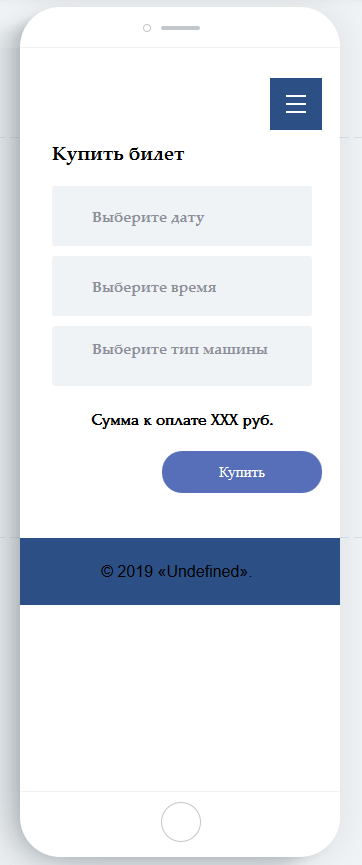 Купить билет
Выберите дату
Выберите время
Выберите тип машины
Сумма к оплате XXX руб.
Купить
© 2019 «Undefined».